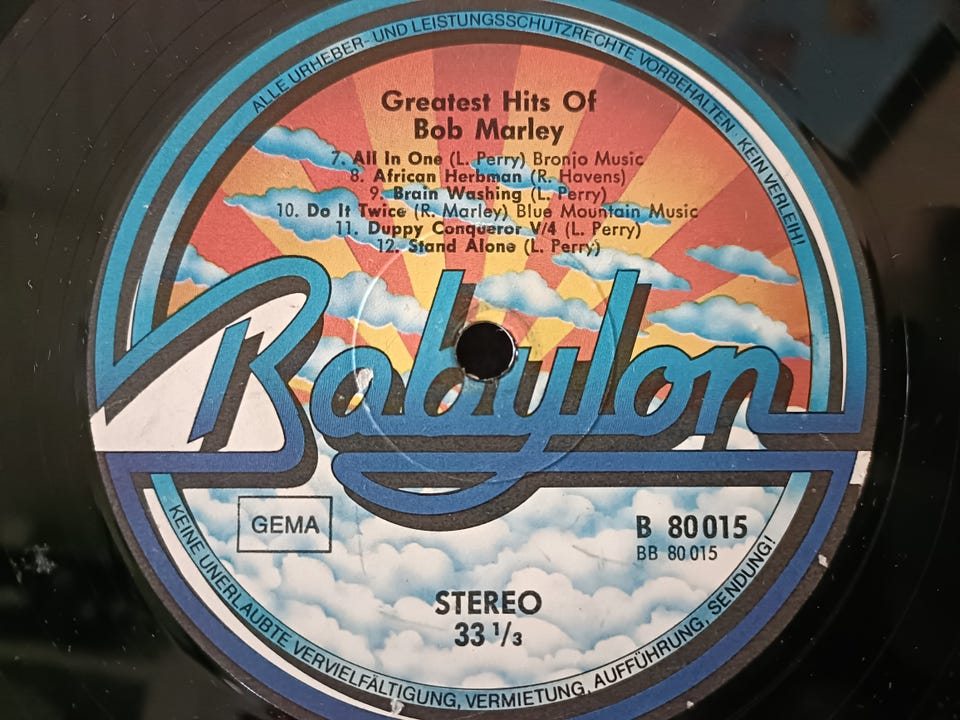 ALLE URHEBER- UND LEISTUNGSSCHUTZRECHTE VORBEHALTEN · KEIN VERLEIH!
Greatest Hits Of
Bob Marley
7. All In One (L. Perry) Bronjo Music
8. African Herbman (R. Havens)
9. Brain Washing (L. Perry)
10. Do It Twice (R. Marley) Blue Mountain Music
11. Duppy Conqueror V/4 (L. Perry)
12. Stand Alone (L. Perry)
Babylon
GEMA
B 80015
BB 80015
STEREO
33 1/3
KEINE UNERLAUBTE VERVIELFÄLTIGUNG, VERMIETUNG, AUFFÜHRUNG, SENDUNG!